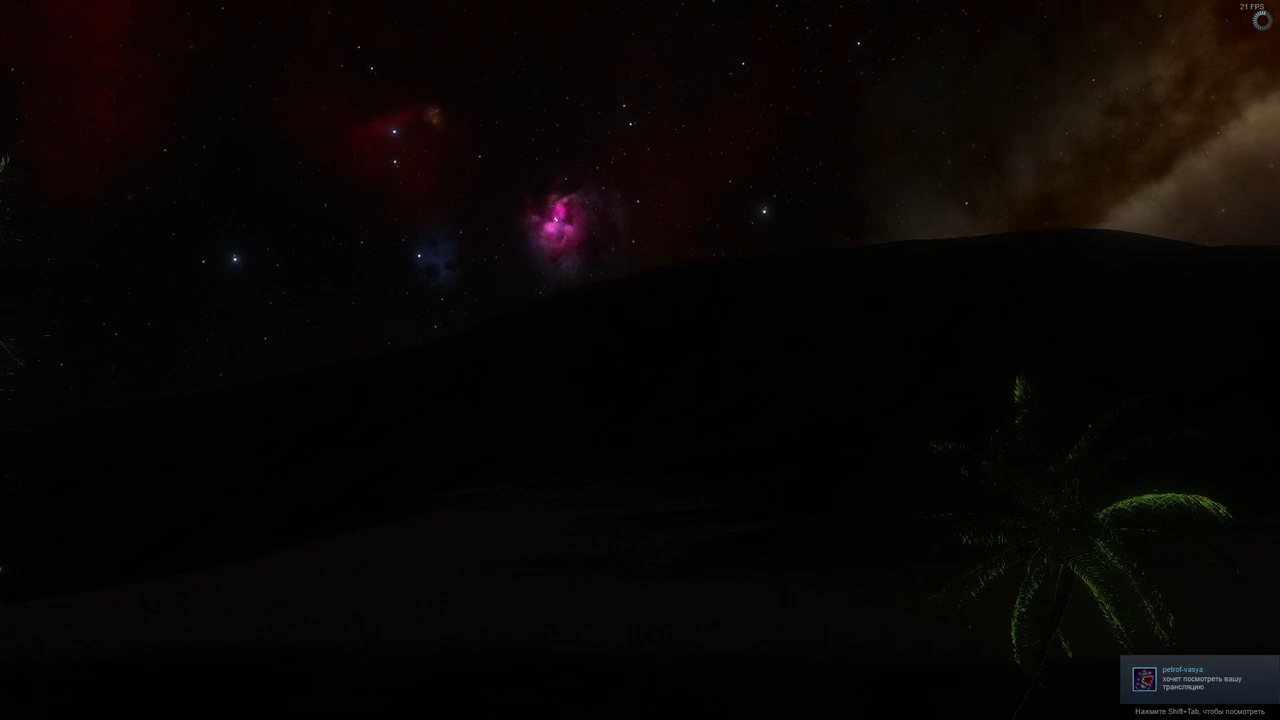 21 FPS
petrof-vasya
хочет посмотреть вашу
трансляцию
Нажмите Shift+Tab, чтобы посмотреть